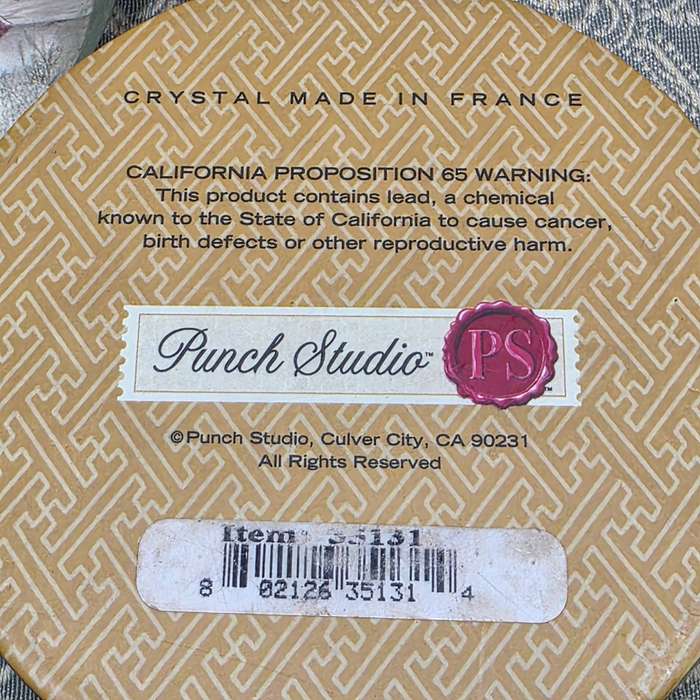 CRYSTAL MADE IN FRANCE
CALIFORNIA PROPOSITION 65 WARNING:
This product contains lead, a chemical
known to the State of California to cause cancer,
birth defects or other reproductive harm.
Punch Studio™ PS™
©Punch Studio, Culver City, CA 90231
All Rights Reserved
Item# 35131
8 02126 35131 4